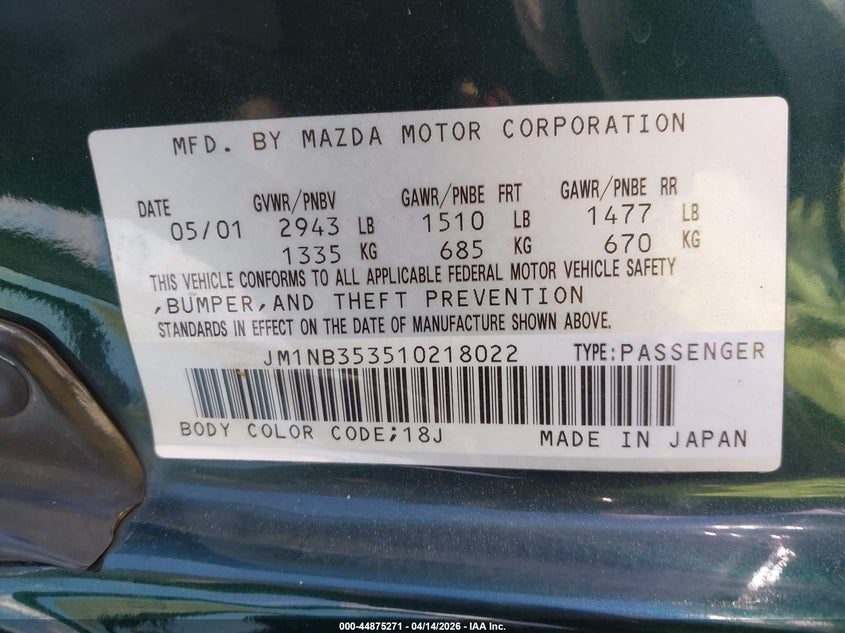 MFD. BY MAZDA MOTOR CORPORATION
DATE GVWR/PNBV GAWR/PNBE FRT GAWR/PNBE RR
05/01 2943 LB 1510 LB 1477 LB
1335 KG 685 KG 670 KG
THIS VEHICLE CONFORMS TO ALL APPLICABLE FEDERAL MOTOR VEHICLE SAFETY
,BUMPER,AND THEFT PREVENTION
STANDARDS IN EFFECT ON THE DATE OF MANUFACTURE SHOWN ABOVE.
JM1NB353510218022 TYPE:PASSENGER
BODY COLOR CODE;18J MADE IN JAPAN
000-44875271 - 04/14/2026 - IAA Inc.